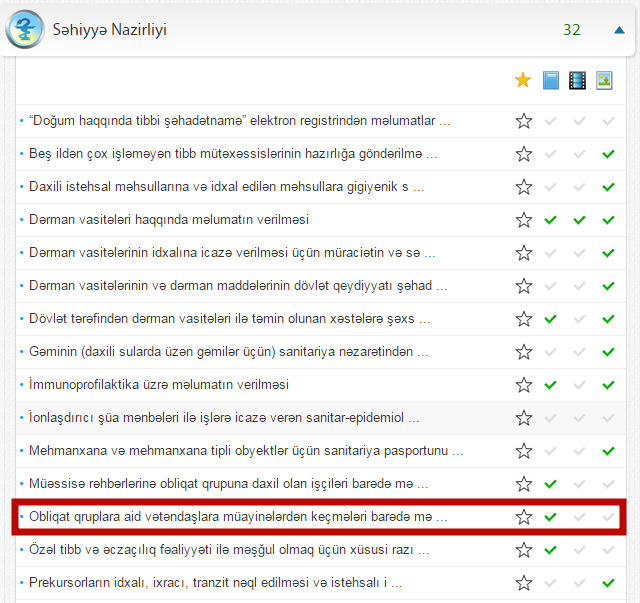 Səhiyyə Nazirliyi 32
“Doğum haqqında tibbi şəhadətnamə” elektron registrindən məlumatlar ...
Beş ildən çox işləməyən tibb mütəxəssislərinin hazırlığa göndərilmə ...
Daxili istehsal məhsullarına və idxal edilən məhsullara gigiyenik s ...
Dərman vasitələri haqqında məlumatın verilməsi
Dərman vasitələrinin idxalına icazə verilməsi üçün müraciətin və sə ...
Dərman vasitələrinin və dərman maddələrinin dövlət qeydiyyatı şəhad ...
Dövlət tərəfindən dərman vasitələri ilə təmin olunan xəstələrə şəxs ...
Gəminin (daxili sularda üzən gəmilər üçün) sanitariya nəzarətindən ...
İmmunoprofilaktika üzrə məlumatın verilməsi
İonlaşdırıcı şüa mənbələri ilə işlərə icazə verən sanitar-epidemiol ...
Mehmanxana və mehmanxana tipli obyektlər üçün sanitariya pasportunu ...
Müəssisə rəhbərlərinə obliqat qrupuna daxil olan işçiləri barədə mə ...
Obliqat qruplara aid vətəndaşlara müayinələrdən keçmələri barədə mə ...
Özəl tibb və əczaçılıq fəaliyyəti ilə məşğul olmaq üçün xüsusi razı ...
Prekursorların idxalı, ixracı, tranzit nəql edilməsi və istehsalı i ...